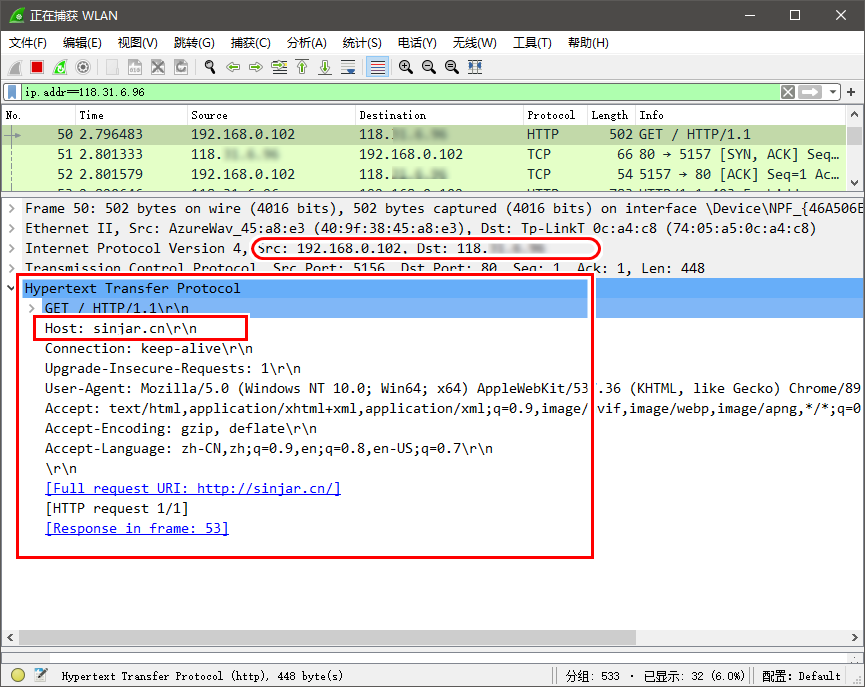 正在捕获 WLAN
文件(F) 编辑(E) 视图(V) 跳转(G) 捕获(C) 分析(A) 统计(S) 电话(Y) 无线(W) 工具(T) 帮助(H)
ip.addr==118.31.6.96
No. Time Source Destination Protocol Length Info
50 2.796483 192.168.0.102 118. HTTP 502 GET / HTTP/1.1
51 2.801333 118. 192.168.0.102 TCP 66 80 → 5157 [SYN, ACK] Seq…
52 2.801579 192.168.0.102 118. TCP 54 5157 → 80 [ACK] Seq=1 Ac…
Frame 50: 502 bytes on wire (4016 bits), 502 bytes captured (4016 bits) on interface \Device\NPF_{46A506B
Ethernet II, Src: AzureWav_45:a8:e3 (40:9f:38:45:a8:e3), Dst: Tp-LinkT_0c:a4:c8 (74:05:a5:0c:a4:c8)
Internet Protocol Version 4, Src: 192.168.0.102, Dst: 118.
Transmission Control Protocol, Src Port: 5156, Dst Port: 80, Seq: 1, Ack: 1, Len: 448
Hypertext Transfer Protocol
GET / HTTP/1.1\r\n
Host: sinjar.cn\r\n
Connection: keep-alive\r\n
Upgrade-Insecure-Requests: 1\r\n
User-Agent: Mozilla/5.0 (Windows NT 10.0; Win64; x64) AppleWebKit/537.36 (KHTML, like Gecko) Chrome/89
Accept: text/html,application/xhtml+xml,application/xml;q=0.9,image/avif,image/webp,image/apng,*/*;q=0
Accept-Encoding: gzip, deflate\r\n
Accept-Language: zh-CN,zh;q=0.9,en;q=0.8,en-US;q=0.7\r\n
\r\n
[Full request URI: http://sinjar.cn/]
[HTTP request 1/1]
[Response in frame: 53]
Hypertext Transfer Protocol (http), 448 byte(s) 分组: 533 · 已显示: 32 (6.0%) 配置: Default